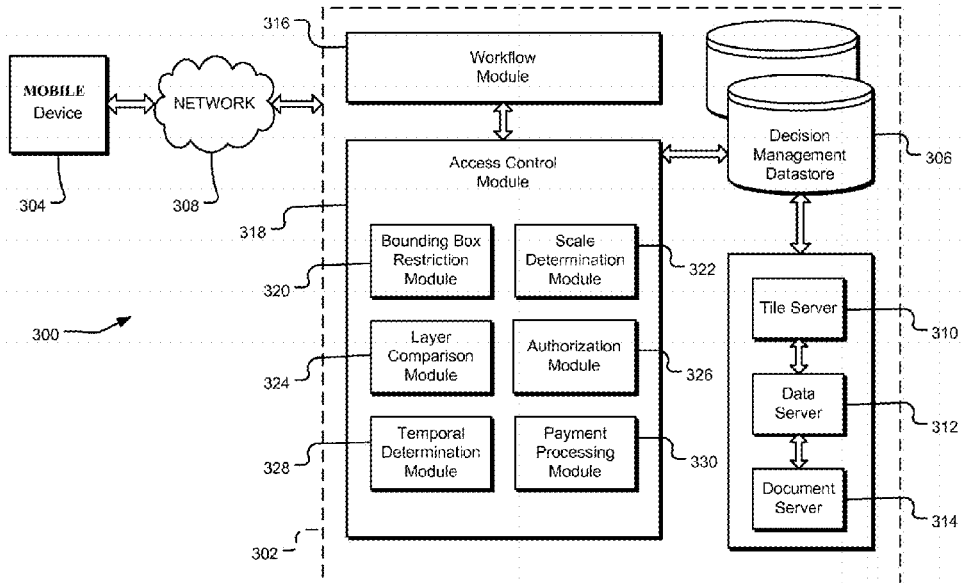 316
Workflow
Module
MOBILE
Device
NETWORK
304
308
Decision
Management
Datastore
306
Access Control
Module
318
Bounding Box
Restriction
Module
320
Scale
Determination
Module
322
Layer
Comparison
Module
324
Authorization
Module
326
Temporal
Determination
Module
328
Payment
Processing
Module
330
302
300
Tile Server
310
Data
Server
312
Document
Server
314